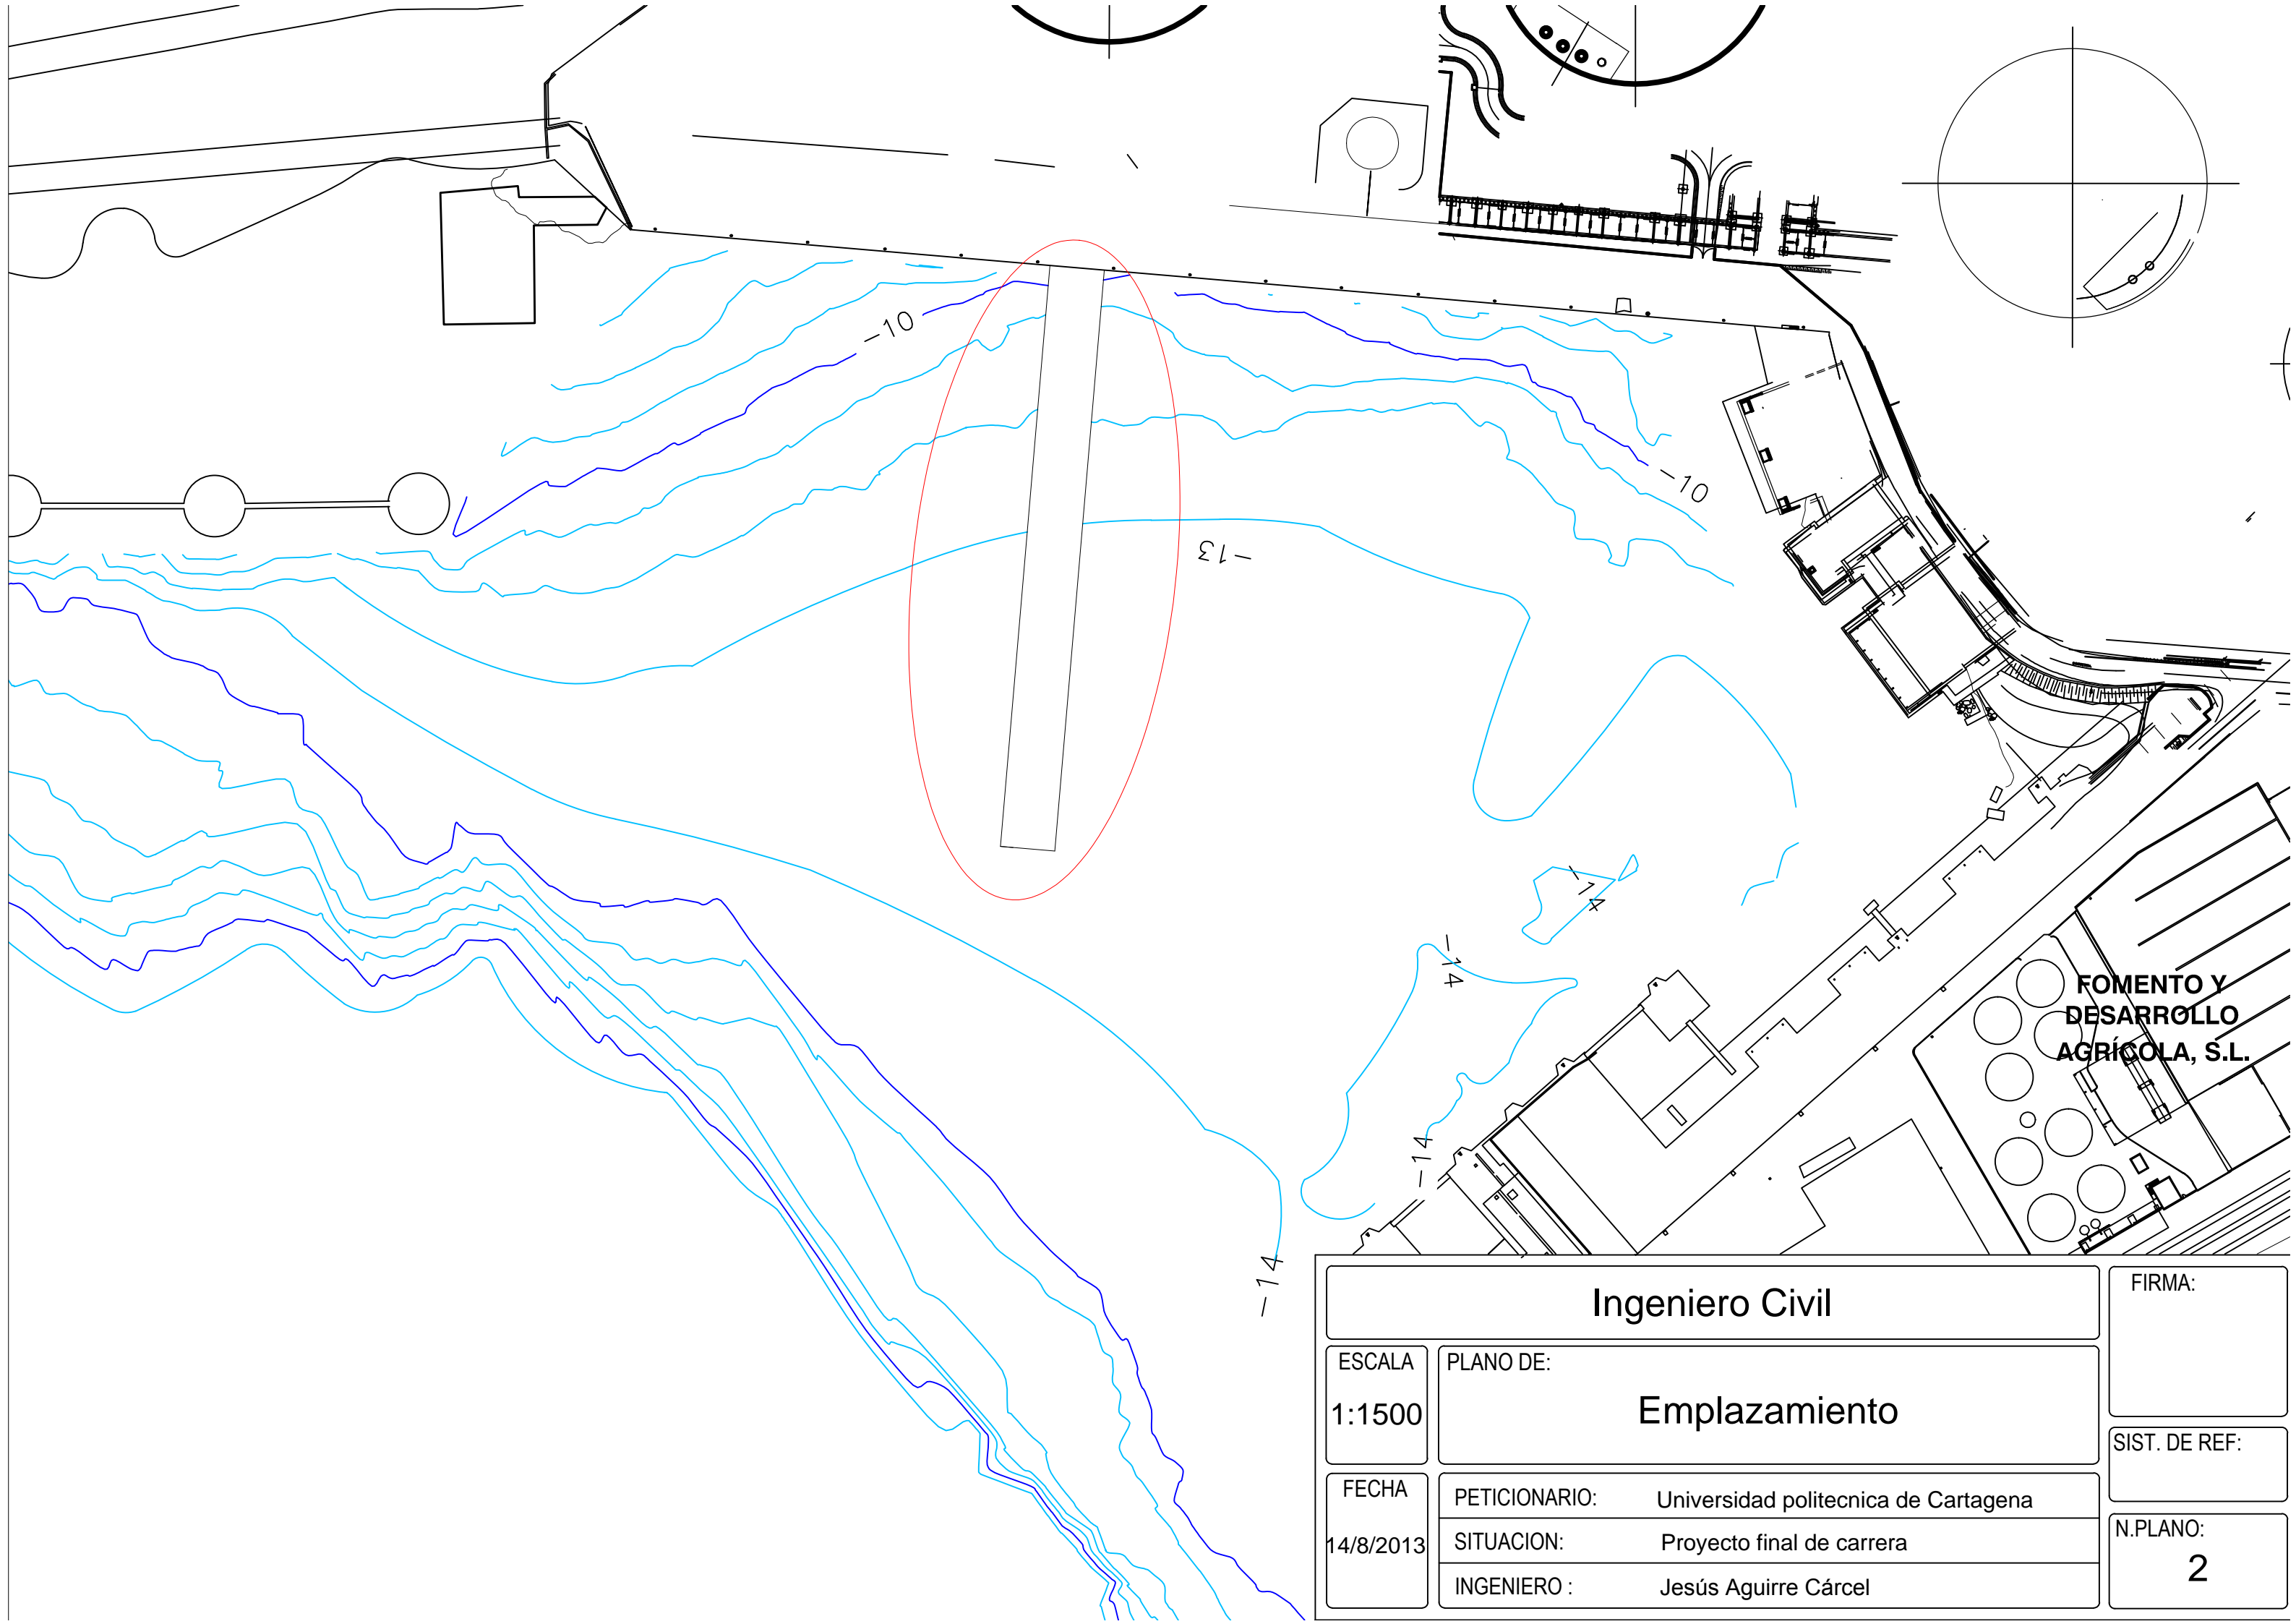 -10
-10
-13
-14
-14
-14
-14
FOMENTO Y
DESARROLLO
AGRÍCOLA, S.L.
Ingeniero Civil
FIRMA:
ESCALA
1:1500
PLANO DE:
Emplazamiento
SIST. DE REF:
FECHA
14/8/2013
PETICIONARIO: Universidad politecnica de Cartagena
SITUACION: Proyecto final de carrera
INGENIERO : Jesús Aguirre Cárcel
N.PLANO:
2